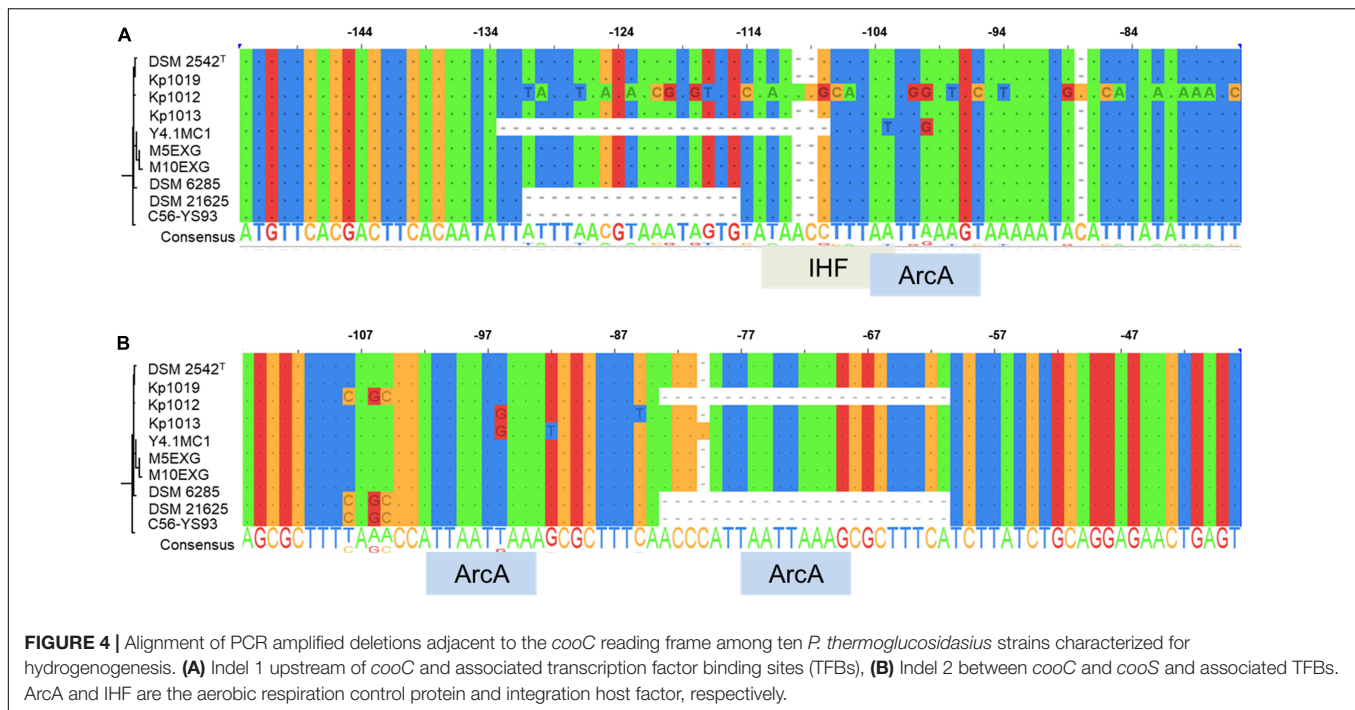 A
-144 -134 -124 -114 -104 -94 -84
DSM 2542T
Kp1019
Kp1012
Kp1013
Y4.1MC1
M5EXG
M10EXG
DSM 6285
DSM 21625
C56-YS93
Consensus
ATGTTCACGACTTCACAATATTATTTAACGTAAATAGTGTATAACCTTTAATTAAAGTAAAAATACATTTATATTTTT
IHF
ArcA
B
-107 -97 -87 -77 -67 -57 -47
DSM 2542T
Kp1019
Kp1012
Kp1013
Y4.1MC1
M5EXG
M10EXG
DSM 6285
DSM 21625
C56-YS93
Consensus
AGCGCTTTTAAACCATTAATTAAAGCGCTTTCAACCCATTAATTAAAGCGCTTTCATCTTATCTGCAGGAGAACTGAGT
ArcA
ArcA
FIGURE 4 | Alignment of PCR amplified deletions adjacent to the cooC reading frame among ten P. thermoglucosidasius strains characterized for
hydrogenogenesis. (A) Indel 1 upstream of cooC and associated transcription factor binding sites (TFBs), (B) Indel 2 between cooC and cooS and associated TFBs.
ArcA and IHF are the aerobic respiration control protein and integration host factor, respectively.